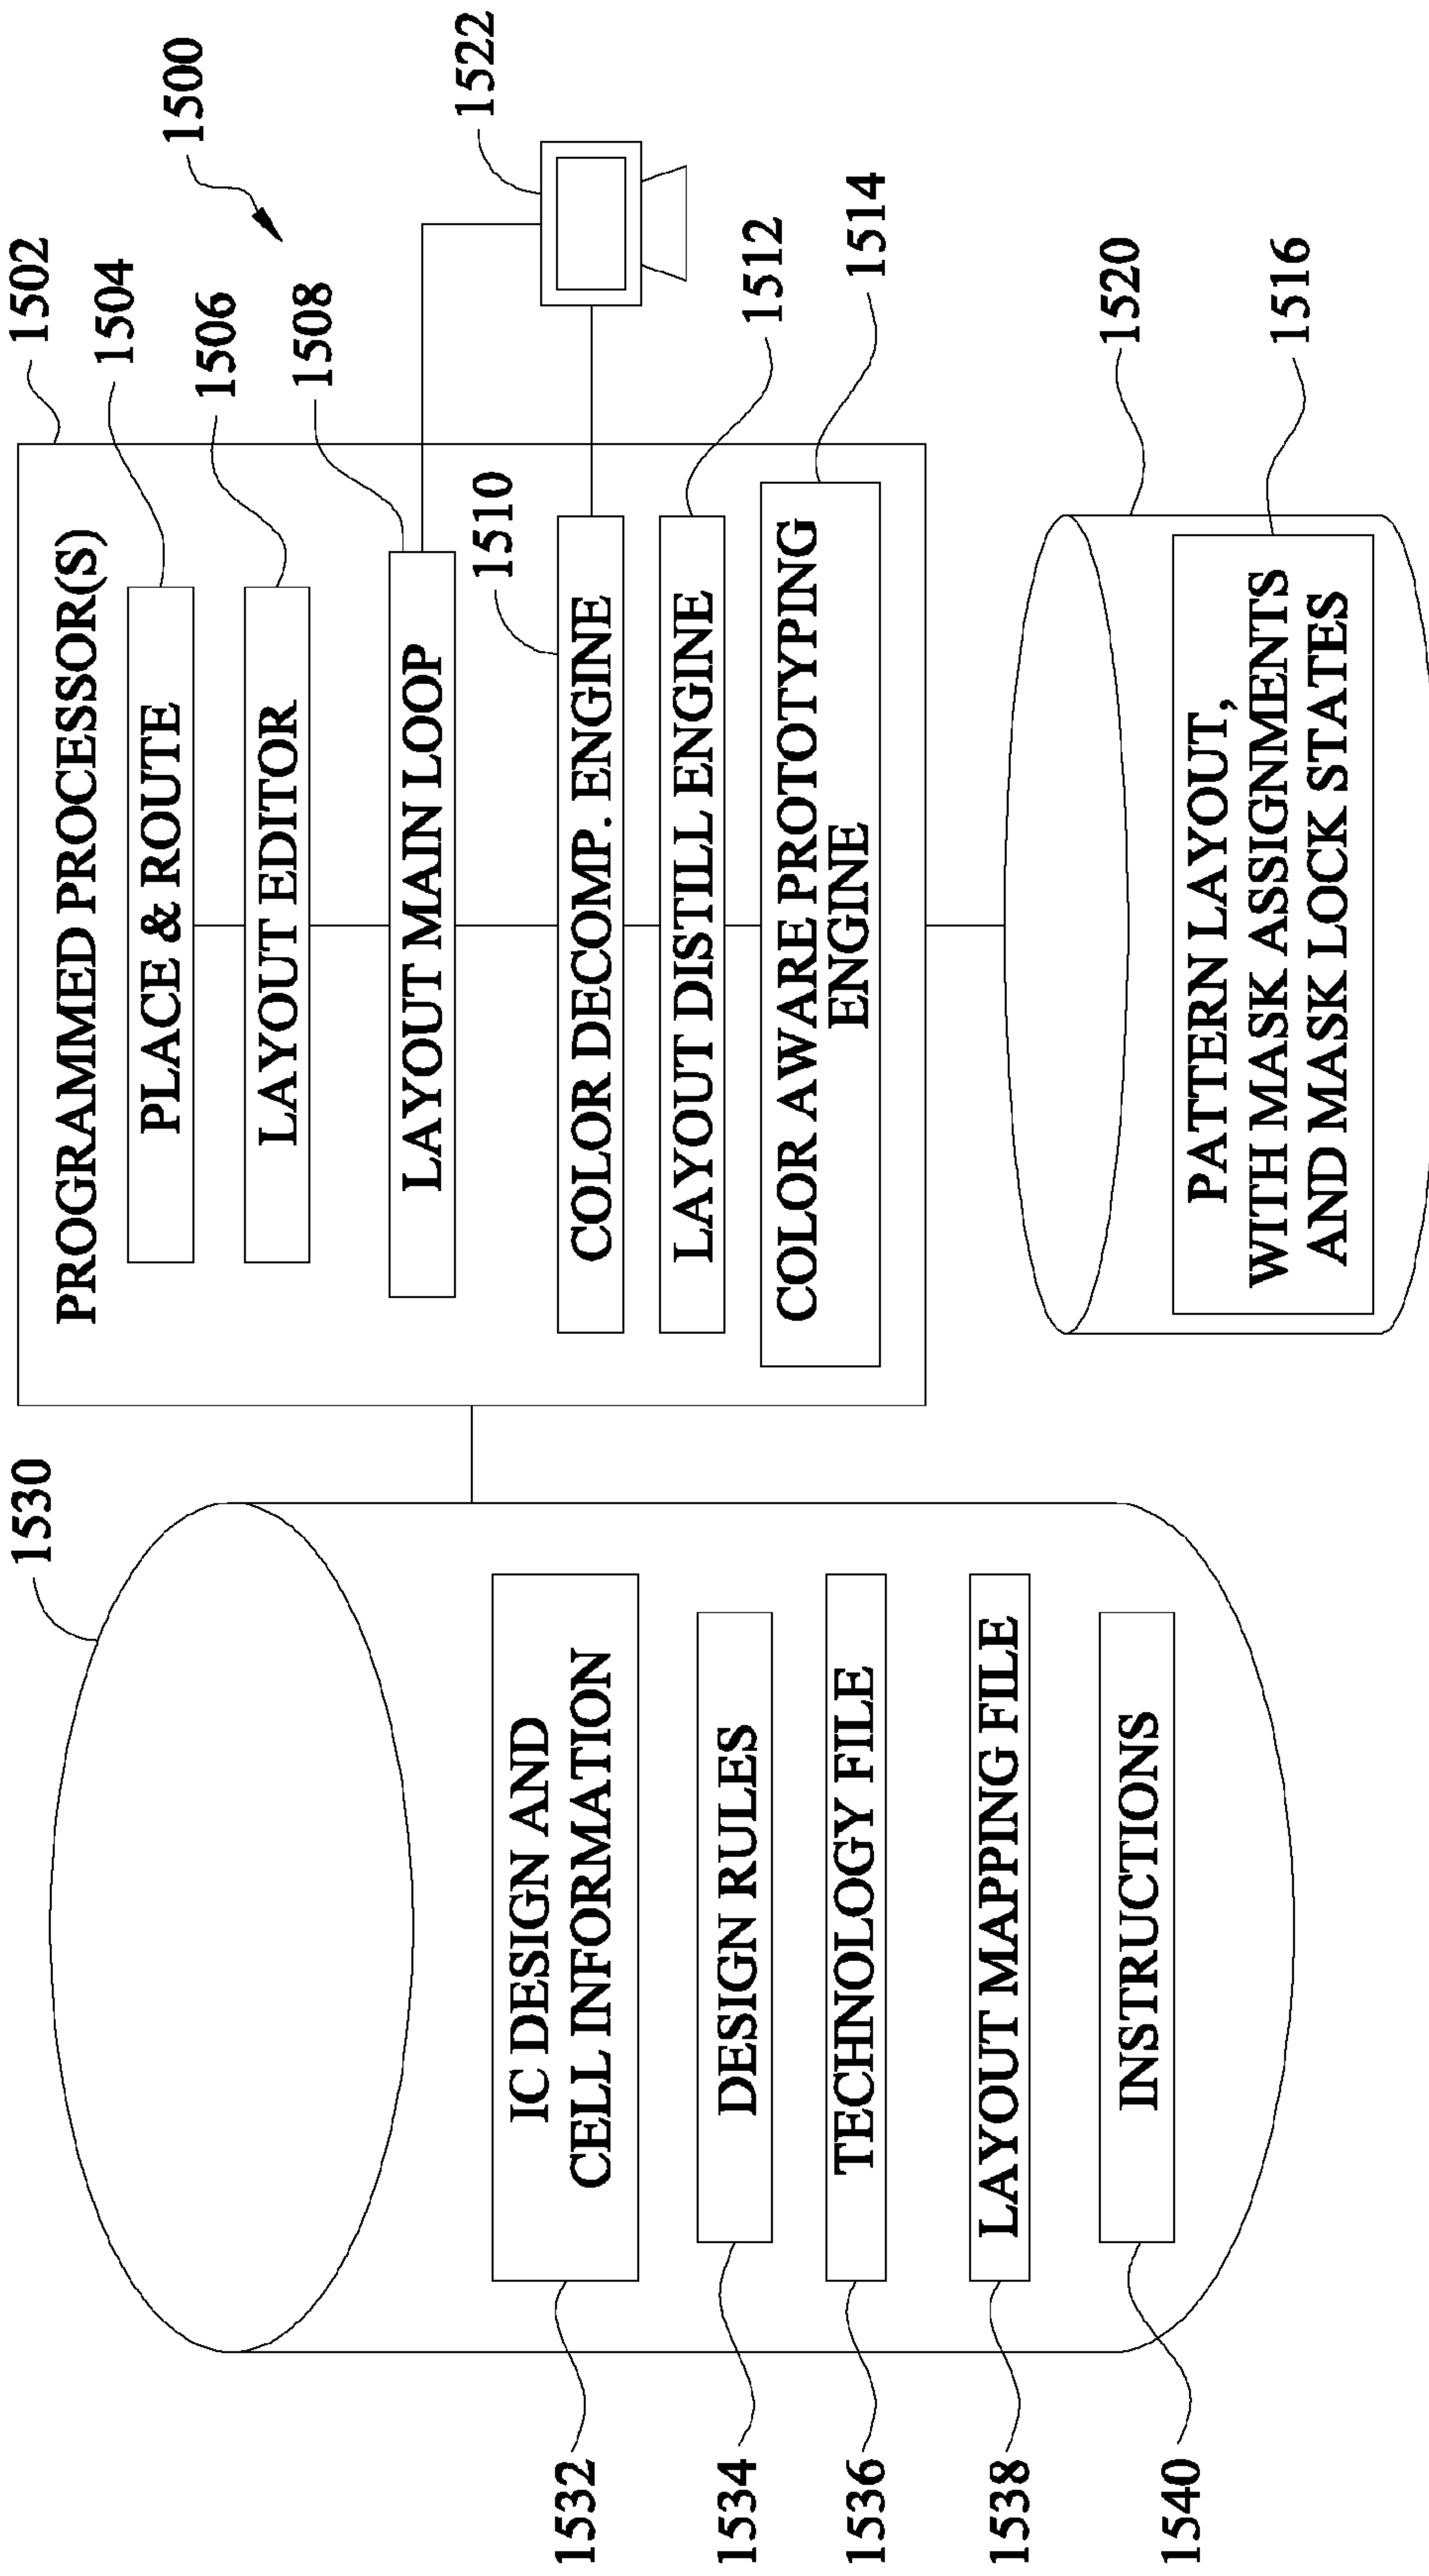 1530
IC DESIGN AND
CELL INFORMATION
DESIGN RULES
TECHNOLOGY FILE
LAYOUT MAPPING FILE
INSTRUCTIONS
1532
1534
1536
1538
1540
PROGRAMMED PROCESSOR(S)
PLACE & ROUTE
LAYOUT EDITOR
LAYOUT MAIN LOOP
COLOR DECOMP. ENGINE
LAYOUT DISTILL ENGINE
COLOR AWARE PROTOTYPING
ENGINE
1502
1504
1506
1508
1510
1512
1514
1500
1522
PATTERN LAYOUT,
WITH MASK ASSIGNMENTS
AND MASK LOCK STATES
1520
1516